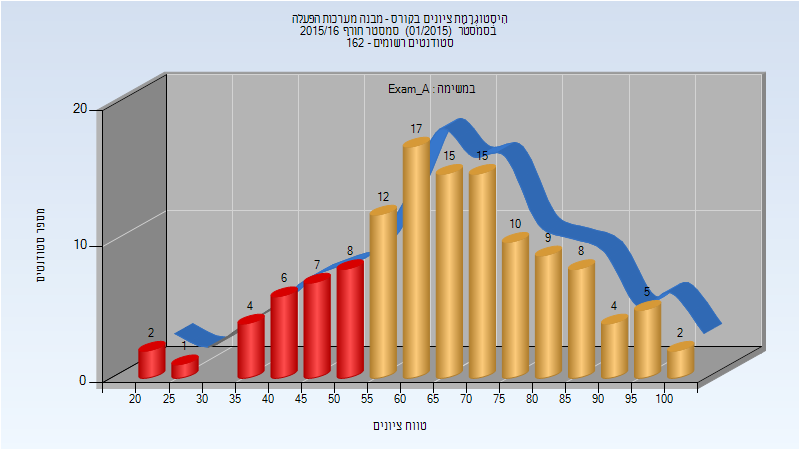 היסטוגרמת ציונים בקורס - מבנה מערכות הפעלה
בסמסטר (01/2015) סמסטר חורף 2015/16
סטודנטים רשומים - 162
במשימה : Exam_A
מספר סטודנטים
20
10
0
2
1
4
6
7
8
12
17
15
15
10
9
8
4
5
2
20 25 30 35 40 45 50 55 60 65 70 75 80 85 90 95 100
טווח ציונים